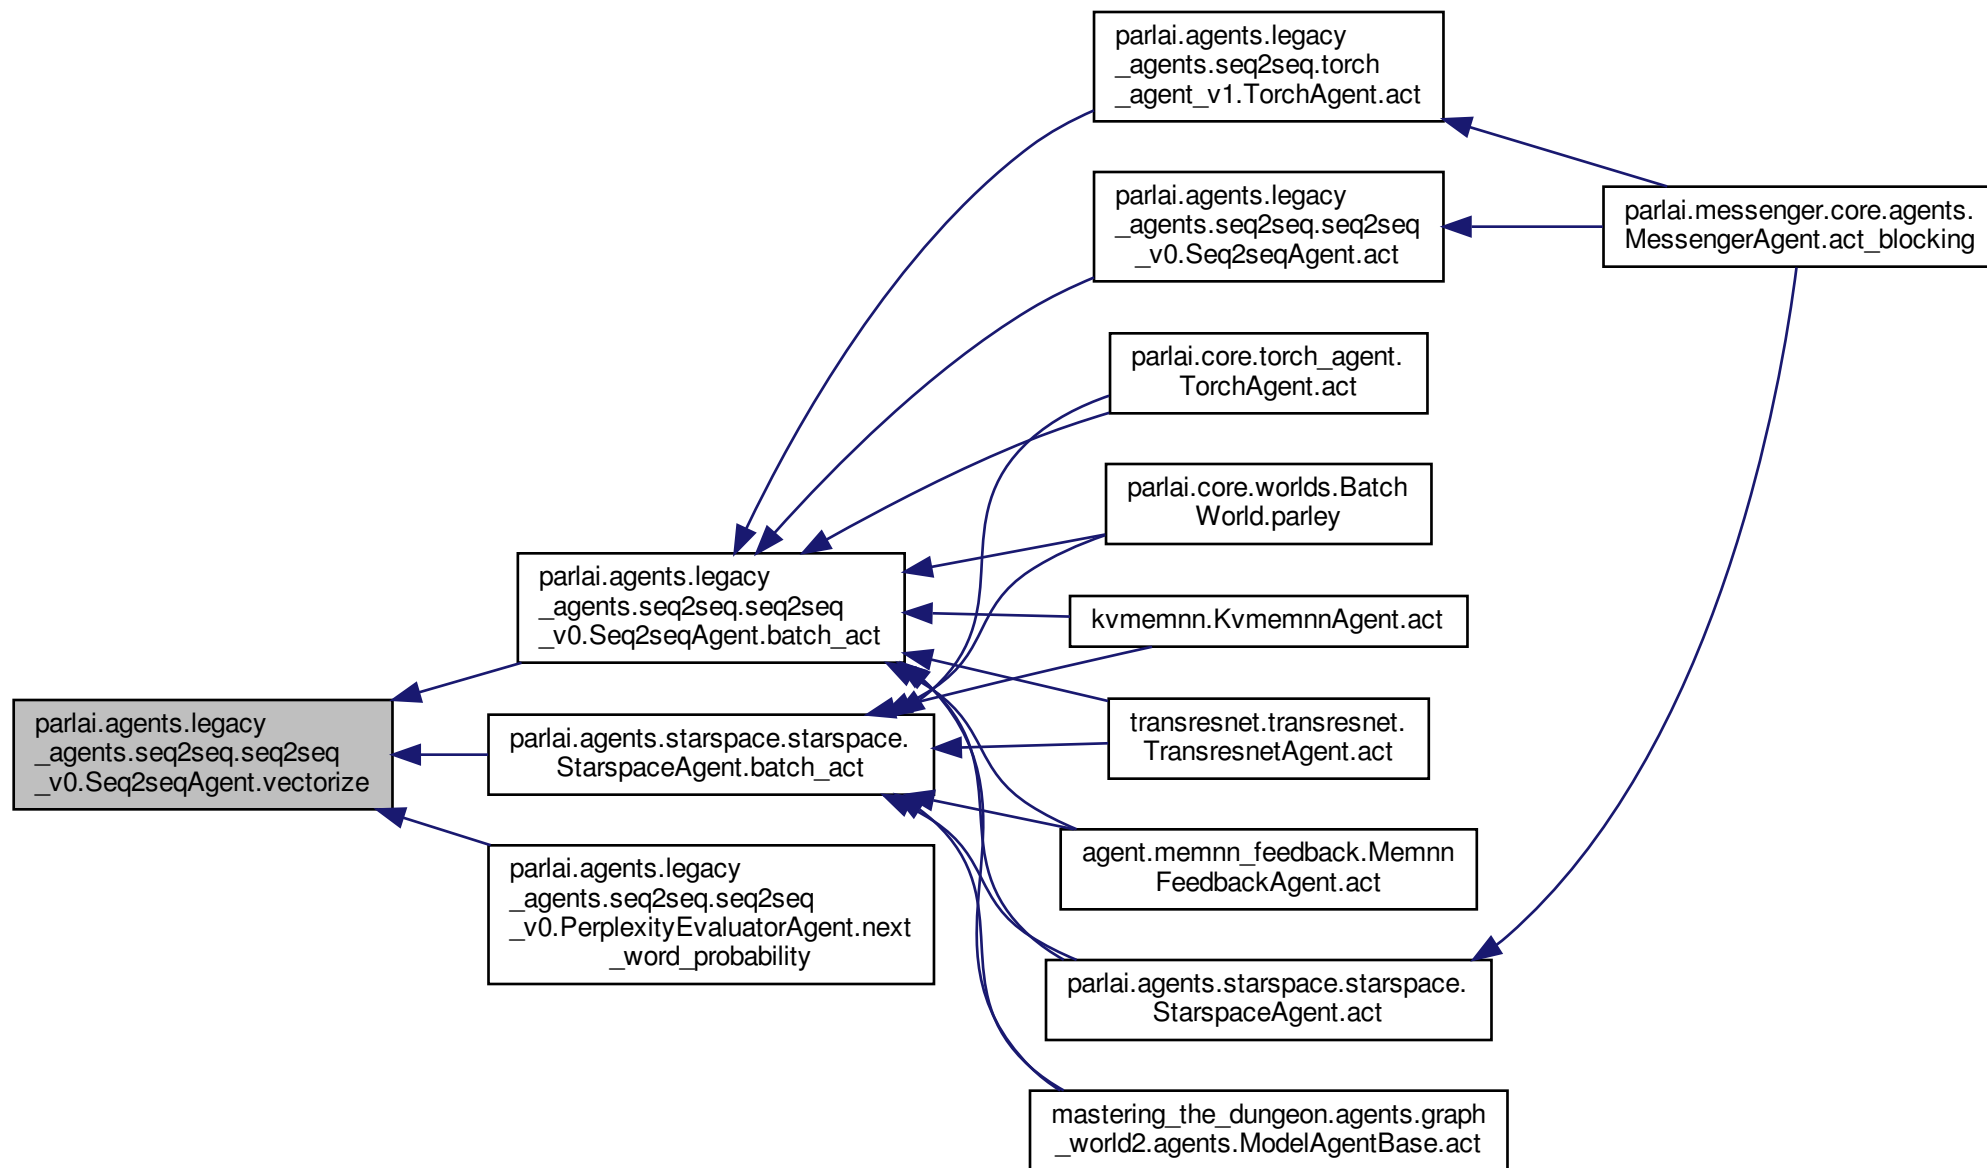 parlai.agents.legacy
_agents.seq2seq.torch
_agent_v1.TorchAgent.act
parlai.agents.legacy
_agents.seq2seq.seq2seq
_v0.Seq2seqAgent.act
parlai.messenger.core.agents.
MessengerAgent.act_blocking
parlai.core.torch_agent.
TorchAgent.act
parlai.core.worlds.Batch
World.parley
parlai.agents.legacy
_agents.seq2seq.seq2seq
_v0.Seq2seqAgent.batch_act
kvmemnn.KvmemnnAgent.act
parlai.agents.legacy
_agents.seq2seq.seq2seq
_v0.Seq2seqAgent.vectorize
parlai.agents.starspace.starspace.
StarspaceAgent.batch_act
transresnet.transresnet.
TransresnetAgent.act
parlai.agents.legacy
_agents.seq2seq.seq2seq
_v0.PerplexityEvaluatorAgent.next
_word_probability
agent.memnn_feedback.Memnn
FeedbackAgent.act
parlai.agents.starspace.starspace.
StarspaceAgent.act
mastering_the_dungeon.agents.graph
_world2.agents.ModelAgentBase.act